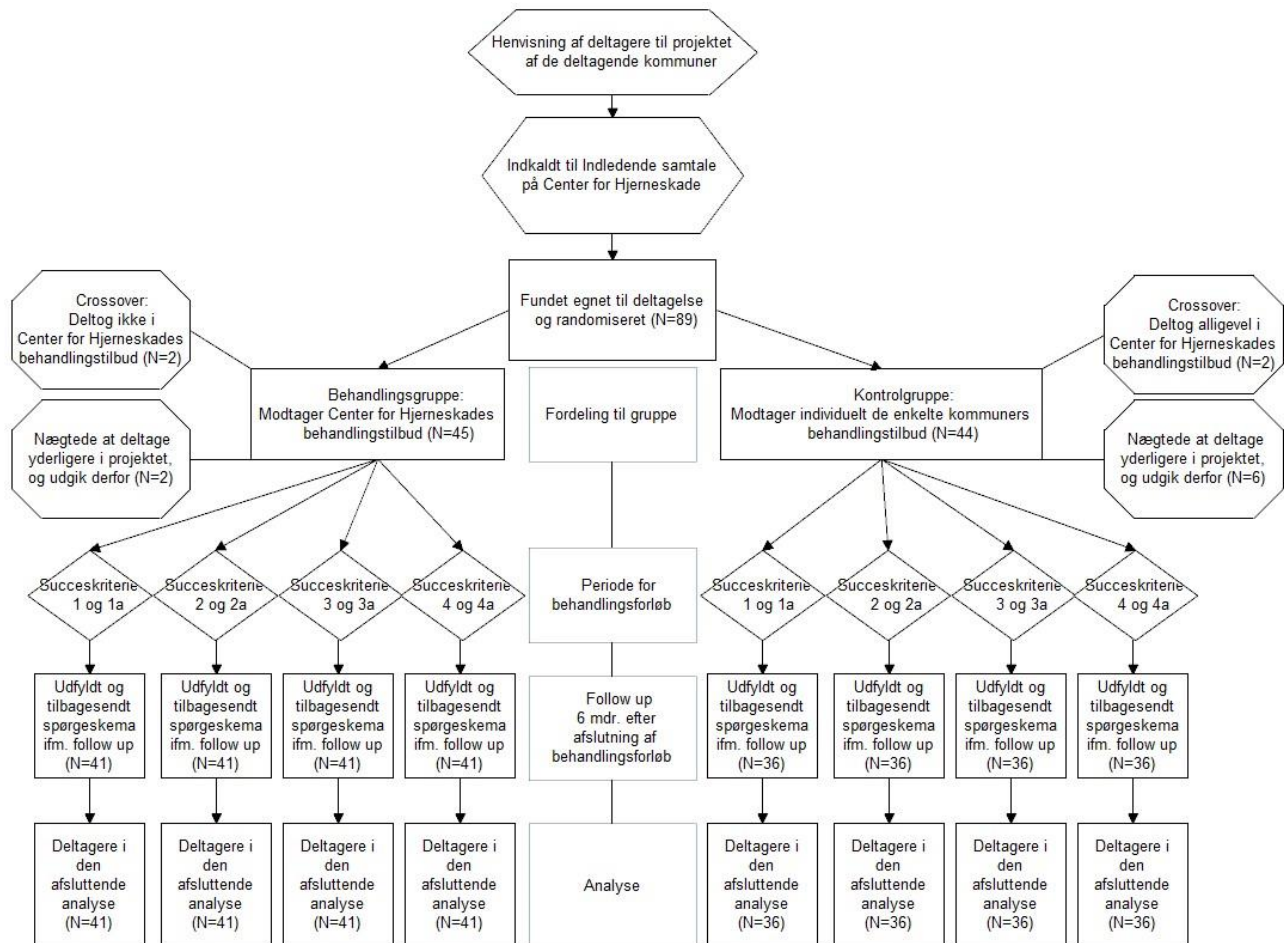 Henvisning af deltagere til projektet
af de deltagende kommuner
Indkaldt til Indledende samtale
på Center for Hjerneskade
Fundet egnet til deltagelse
og randomiseret (N=89)
Crossover:
Deltog ikke i
Center for Hjerneskades
behandlingstilbud (N=2)
Crossover:
Deltog alligevel i
Center for Hjerneskades
behandlingstilbud (N=2)
Behandlingsgruppe:
Modtager Center for Hjerneskades
behandlingstilbud (N=45)
Fordeling til gruppe
Kontrolgruppe:
Modtager individuelt de enkelte kommuners
behandlingstilbud (N=44)
Nægtede at deltage
yderligere i projektet,
og udgik derfor (N=2)
Nægtede at deltage
yderligere i projektet,
og udgik derfor (N=6)
Succeskriterie
1 og 1a
Succeskriterie
2 og 2a
Succeskriterie
3 og 3a
Succeskriterie
4 og 4a
Periode for
behandlingsforløb
Succeskriterie
1 og 1a
Succeskriterie
2 og 2a
Succeskriterie
3 og 3a
Succeskriterie
4 og 4a
Udfyldt og
tilbagesendt
spørgeskema
ifm. follow up
(N=41)
Udfyldt og
tilbagesendt
spørgeskema
ifm. follow up
(N=41)
Udfyldt og
tilbagesendt
spørgeskema
ifm. follow up
(N=41)
Udfyldt og
tilbagesendt
spørgeskema
ifm. follow up
(N=41)
Follow up
6 mdr. efter
afslutning af
behandlingsforløb
Udfyldt og
tilbagesendt
spørgeskema
ifm. follow up
(N=36)
Udfyldt og
tilbagesendt
spørgeskema
ifm. follow up
(N=36)
Udfyldt og
tilbagesendt
spørgeskema
ifm. follow up
(N=36)
Udfyldt og
tilbagesendt
spørgeskema
ifm. follow up
(N=36)
Deltagere i
den
afsluttende
analyse
(N=41)
Deltagere i
den
afsluttende
analyse
(N=41)
Deltagere i
den
afsluttende
analyse
(N=41)
Deltagere i
den
afsluttende
analyse
(N=41)
Analyse
Deltagere i
den
afsluttende
analyse
(N=36)
Deltagere i
den
afsluttende
analyse
(N=36)
Deltagere i
den
afsluttende
analyse
(N=36)
Deltagere i
den
afsluttende
analyse
(N=36)